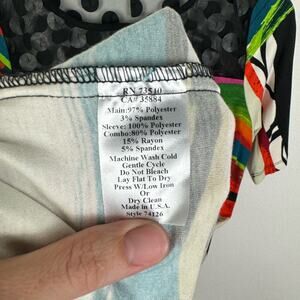 RN 73540
CA# 35884
Main:97% Polyester
3% Spandex
Sleeve:100% Polyester
Combo:80% Polyester
15% Rayon
5% Spandex
Machine Wash Cold
Gentle Cycle
Do Not Bleach
Lay Flat To Dry
Press W/Low Iron
Or
Dry Clean
Made in U.S.A.
Style 74126